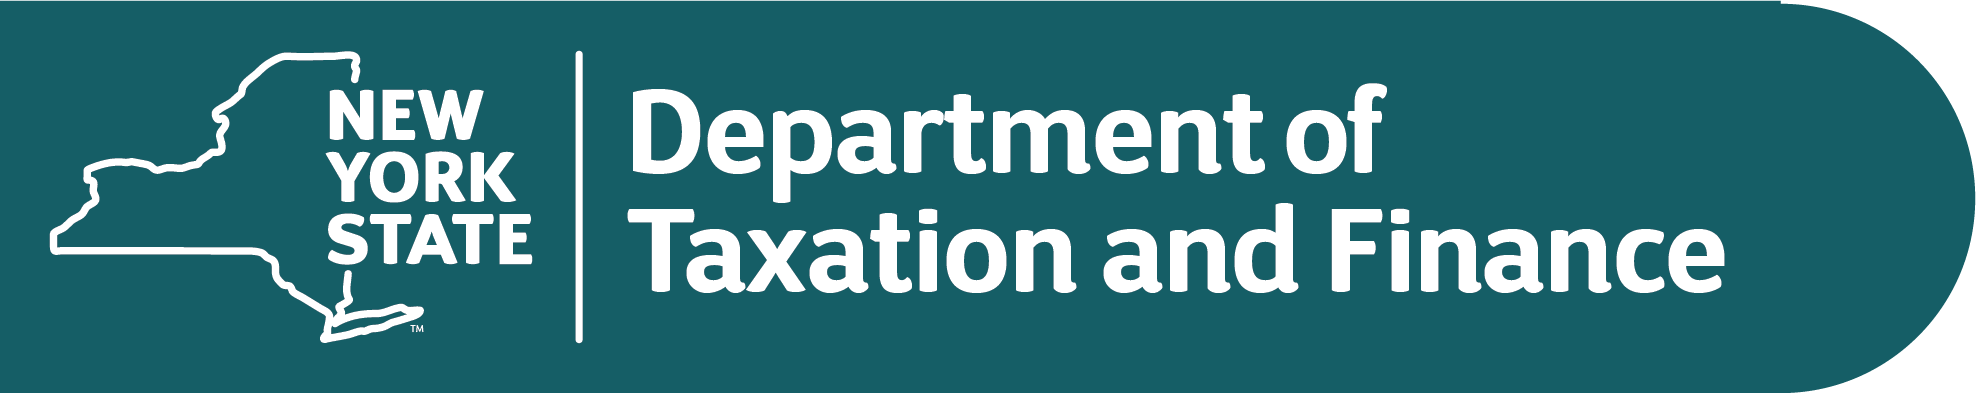 NEW
YORK
STATE
TM
Department of
Taxation and Finance